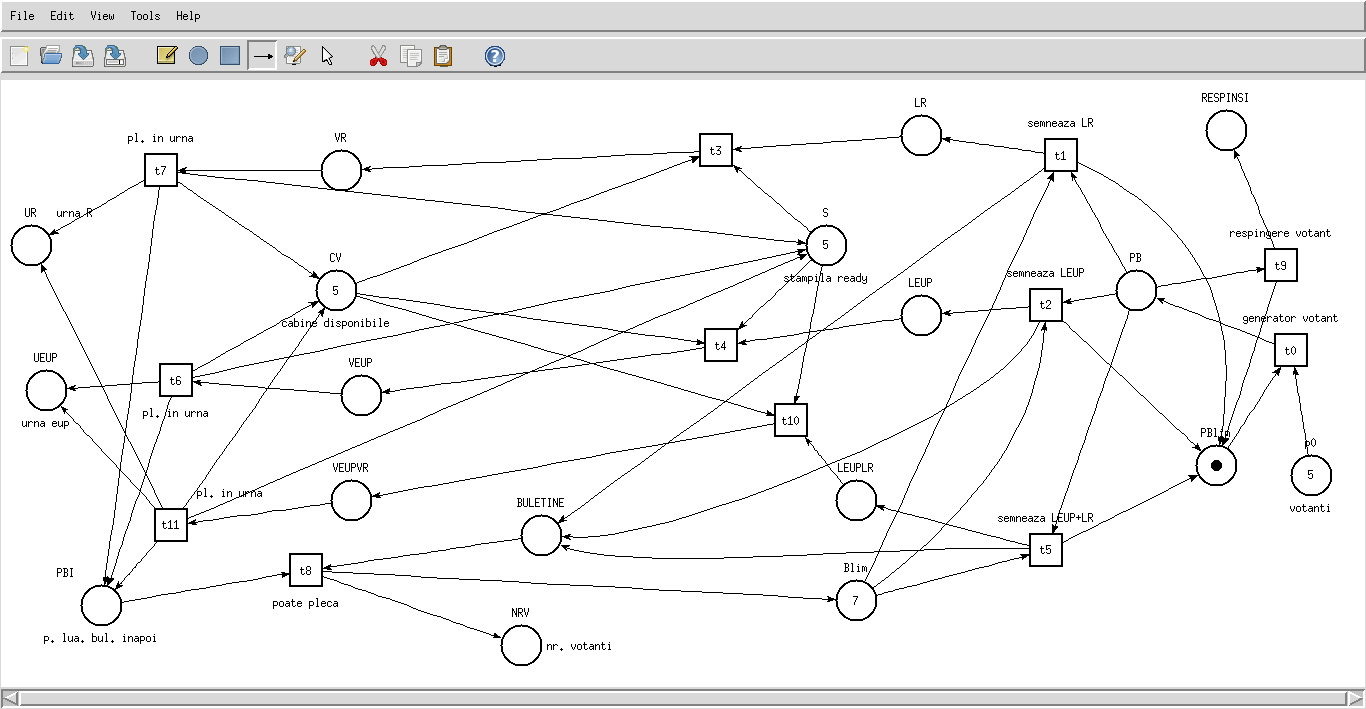 File Edit View Tools Help
RESPINSI
LR
semneaza LR
pl. in urna
VR
t3
t1
t7
UR
urna R
S
5
respingere votant
CV
5
stampila ready
semneaza LEUP
PB
t9
LEUP
t2
cabine disponibile
generator votant
t4
t0
UEUP
VEUP
t6
urna eup
pl. in urna
t10
PBlim
p0
VEUPVR
LEUPLR
5
pl. in urna
BULETINE
votanti
t11
semneaza LEUP+LR
t5
PBI
t8
Blim
7
poate pleca
NRV
p. lua. bul. inapoi
nr. votanti